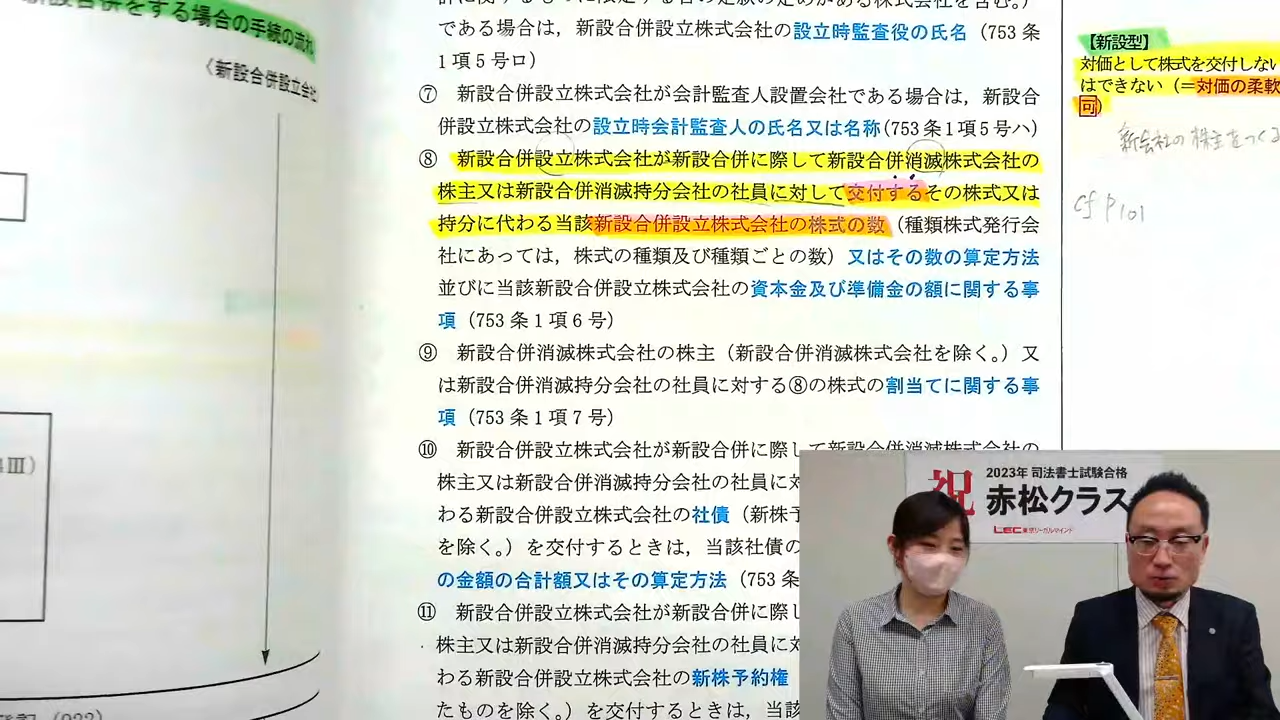 新設合併をする場合の手続の流れ
〈新設合併設立会社
Ⅲ）
である場合は，新設合併設立株式会社の設立時監査役の氏名（753 条
1 項 5 号ロ）
⑦　新設合併設立株式会社が会計監査人設置会社である場合は，新設合
併設立株式会社の設立時会計監査人の氏名又は名称（753 条 1 項 5 号ハ）
⑧　新設合併設立株式会社が新設合併に際して新設合併消滅株式会社の
株主又は新設合併消滅持分会社の社員に対して交付するその株式又は
持分に代わる当該新設合併設立株式会社の株式の数（種類株式発行会
社にあっては，株式の種類及び種類ごとの数）又はその数の算定方法
並びに当該新設合併設立株式会社の資本金及び準備金の額に関する事
項（753 条 1 項 6 号）
⑨　新設合併消滅株式会社の株主（新設合併消滅株式会社を除く。）又
は新設合併消滅持分会社の社員に対する⑧の株式の割当てに関する事
項（753 条 1 項 7 号）
⑩　新設合併設立株式会社が新設合併に際して新設合併消滅株式会社の
株主又は新設合併消滅持分会社の社員に対
わる新設合併設立株式会社の社債（新株予
を除く。）を交付するときは，当該社債の
の金額の合計額又はその算定方法（753 条
⑪　新設合併設立株式会社が新設合併に際し
株主又は新設合併消滅持分会社の社員に対
わる新設合併設立株式会社の新株予約権
たものを除く。）を交付するときは，当該
【新設型】
対価として株式を交付しない
はできない（＝対価の柔軟
同）
新会社の株主をつくる
cf p101
祝
2023年 司法書士試験合格
赤松クラス
LEC東京リーガルマインド